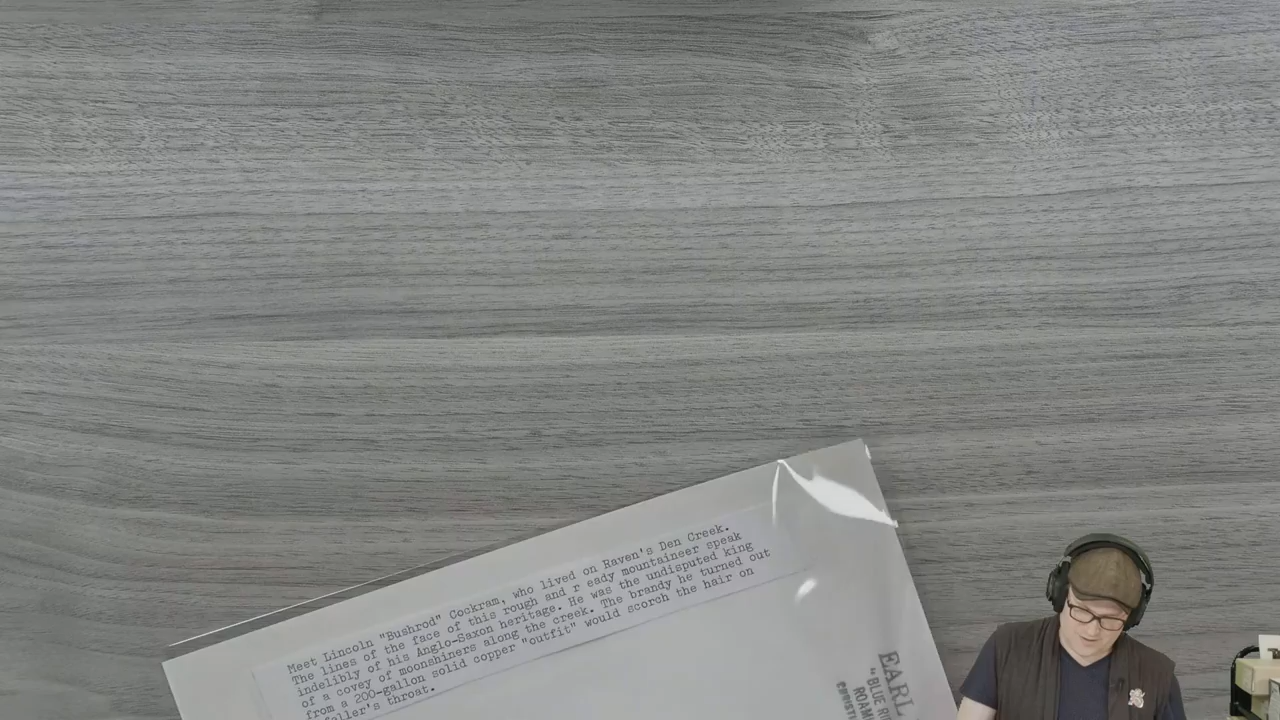 Meet Lincoln "Bushrod" Cockram, who lived on Raven's Den Creek.
The lines of the face of this rough and r eady mountaineer speak
indelibly of his Anglo-Saxon heritage. He was the undisputed king
of a covey of moonshiners along the creek. The brandy he turned out
from a 200-gallon solid copper "outfit" would scorch the hair on
faller's throat.
EARL
"BLUE RI
ROAM
CHRISTI